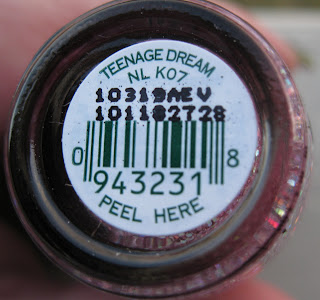 TEENAGE DREAM
NL K07
10319AEV
101182728
0 943231 8
PEEL HERE